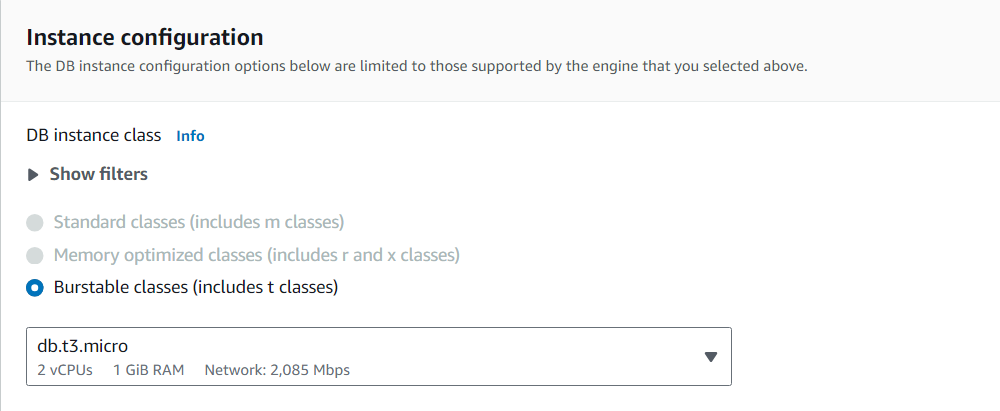 Instance configuration
The DB instance configuration options below are limited to those supported by the engine that you selected above.
DB instance class Info
Show filters
Standard classes (includes m classes)
Memory optimized classes (includes r and x classes)
Burstable classes (includes t classes)
db.t3.micro
2 vCPUs 1 GiB RAM Network: 2,085 Mbps